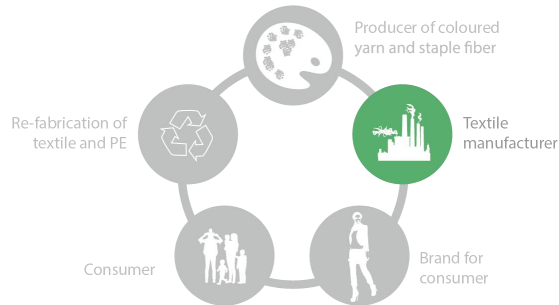 Producer of coloured
yarn and staple fiber
Re-fabrication of
textile and PE
Textile
manufacturer
Consumer
Brand for
consumer